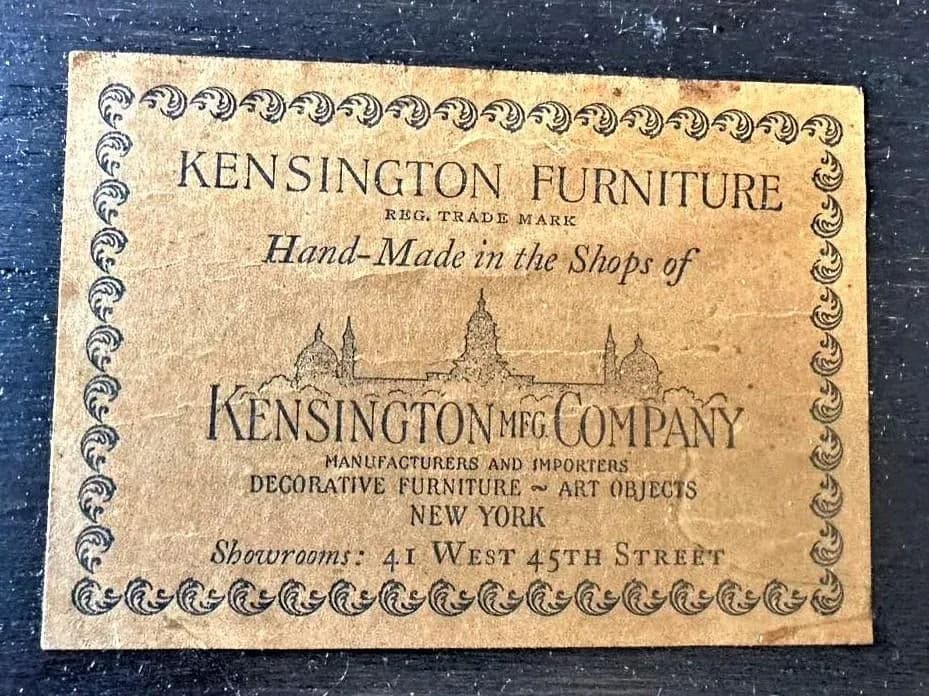 KENSINGTON FURNITURE
REG. TRADE MARK
Hand-Made in the Shops of
KENSINGTON MFG. COMPANY
MANUFACTURERS AND IMPORTERS
DECORATIVE FURNITURE ~ ART OBJECTS
NEW YORK
Showrooms: 41 WEST 45TH STREET